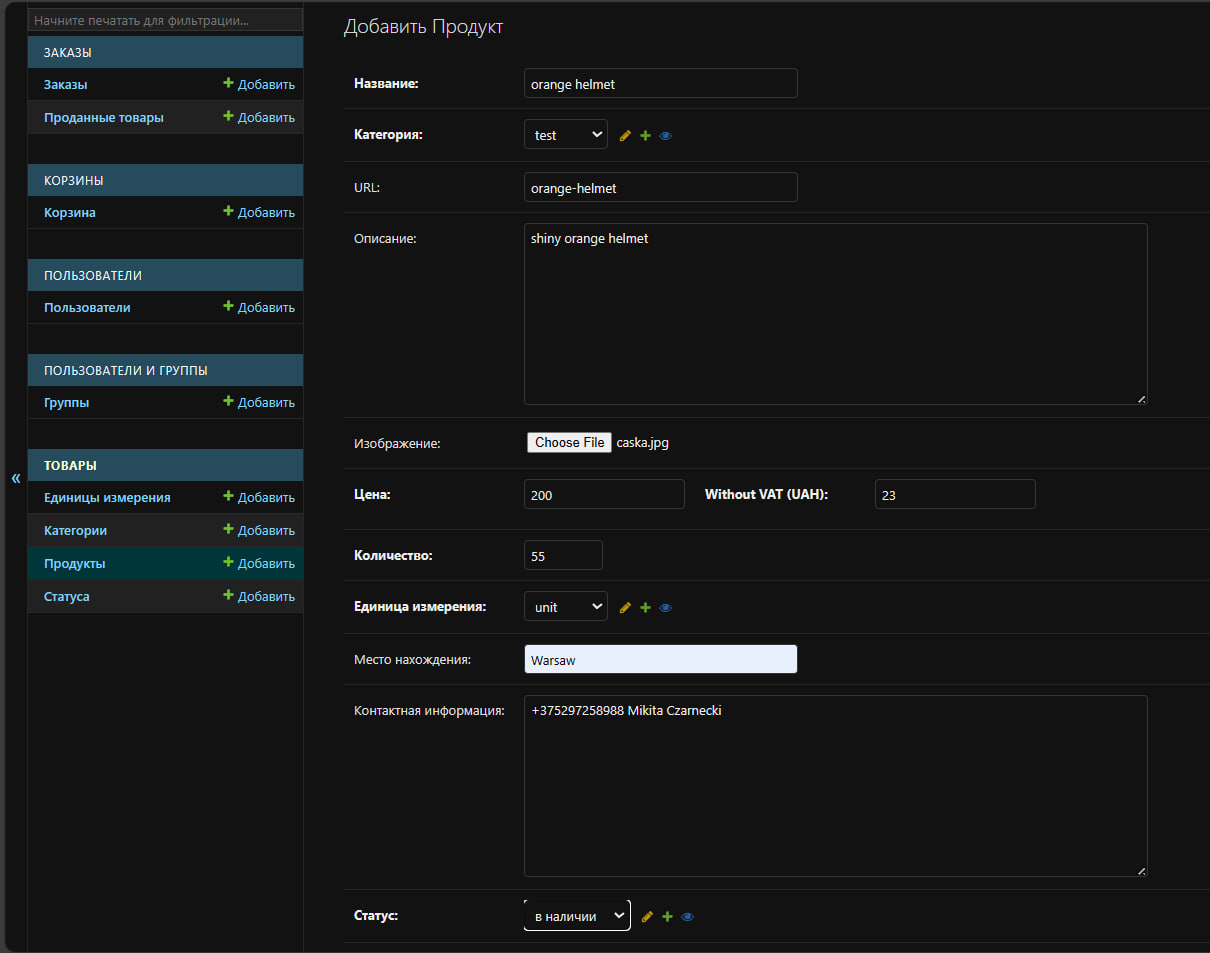 Начните печатать для фильтрации...
ЗАКАЗЫ
Заказы + Добавить
Проданные товары + Добавить
КОРЗИНЫ
Корзина + Добавить
ПОЛЬЗОВАТЕЛИ
Пользователи + Добавить
ПОЛЬЗОВАТЕЛИ И ГРУППЫ
Группы + Добавить
«
ТОВАРЫ
Единицы измерения + Добавить
Категории + Добавить
Продукты + Добавить
Статуса + Добавить
Добавить Продукт
Название: orange helmet
Категория: test
URL: orange-helmet
Описание: shiny orange helmet
Изображение: Choose File caska.jpg
Цена: 200 Without VAT (UAH): 23
Количество: 55
Единица измерения: unit
Место нахождения: Warsaw
Контактная информация: +375297258988 Mikita Czarnecki
Статус: в наличии